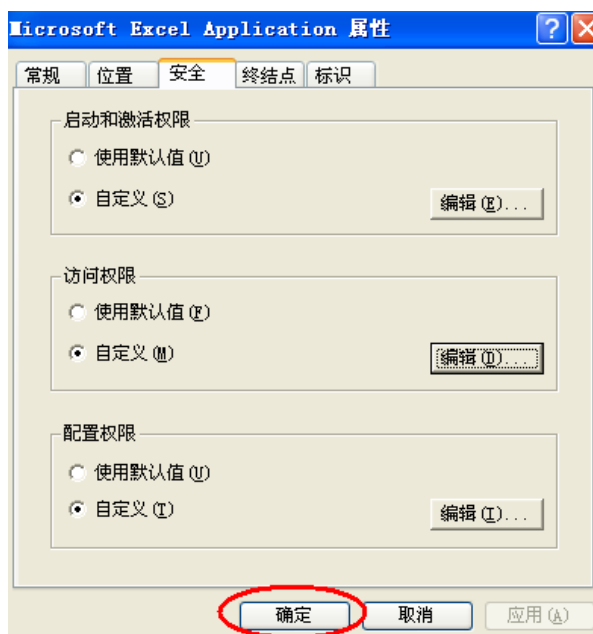 Microsoft Excel Application 属性
常规 位置 安全 终结点 标识
启动和激活权限
使用默认值(U)
自定义(S) 编辑(E)...
访问权限
使用默认值(F)
自定义(M) 编辑(D)...
配置权限
使用默认值(U)
自定义(T) 编辑(I)...
确定 取消 应用(A)